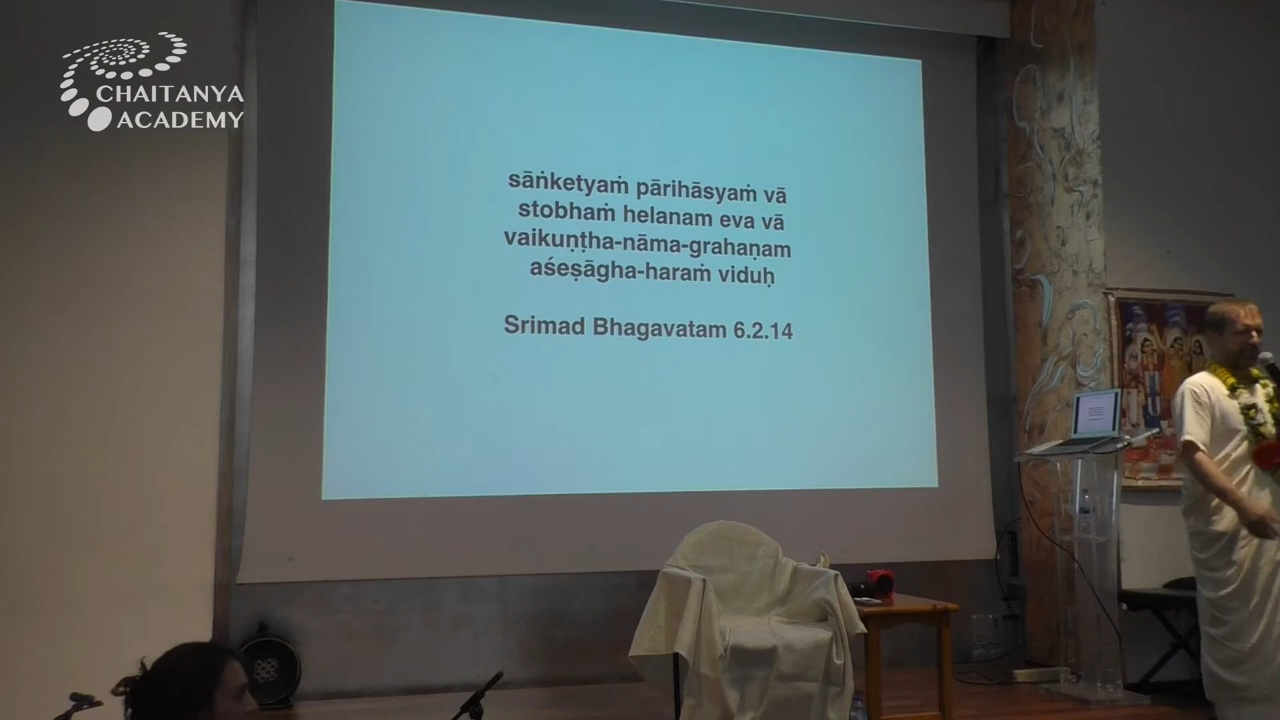 CHAITANYA
ACADEMY
sāṅketyaṁ pārihāsyaṁ vā
stobhaṁ helanam eva vā
vaikuṇṭha-nāma-grahaṇam
aśeṣāgha-haraṁ viduḥ
Srimad Bhagavatam 6.2.14